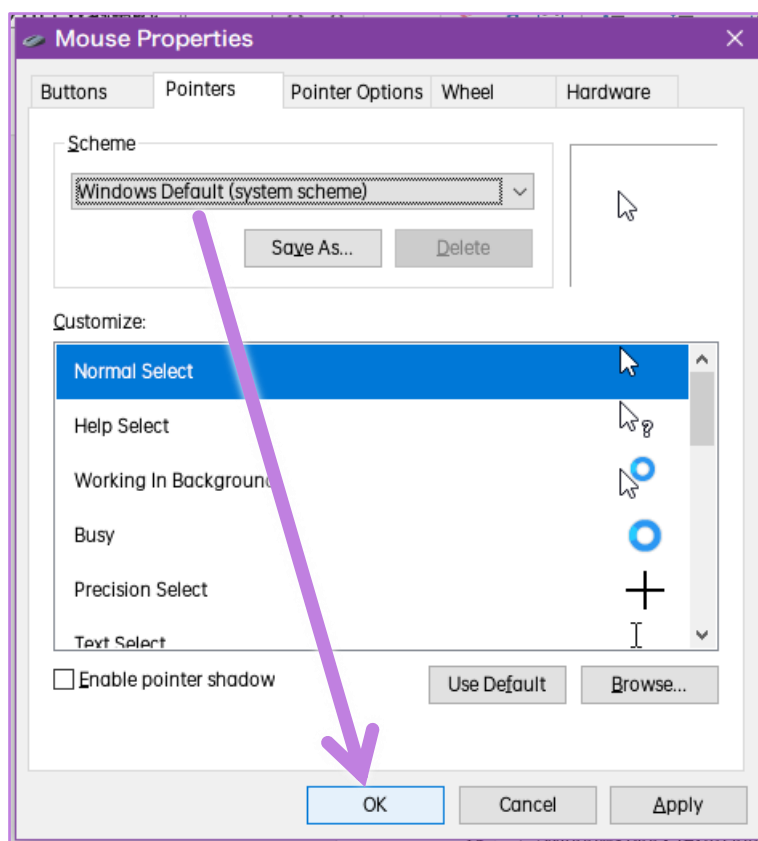 Mouse Properties
Buttons Pointers Pointer Options Wheel Hardware
Scheme
Windows Default (system scheme)
Save As... Delete
Customize:
Normal Select
Help Select
Working In Background
Busy
Precision Select
Text Select
Enable pointer shadow Use Default Browse...
OK Cancel Apply